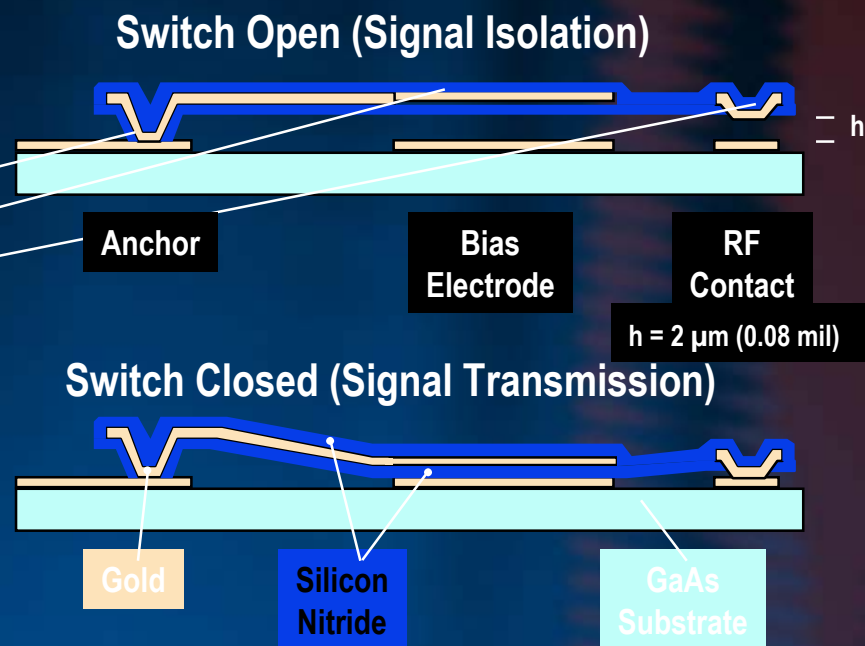 Switch Open (Signal Isolation)
h
Anchor
Bias
Electrode
RF
Contact
h = 2 µm (0.08 mil)
Switch Closed (Signal Transmission)
Gold
Silicon
Nitride
GaAs
Substrate